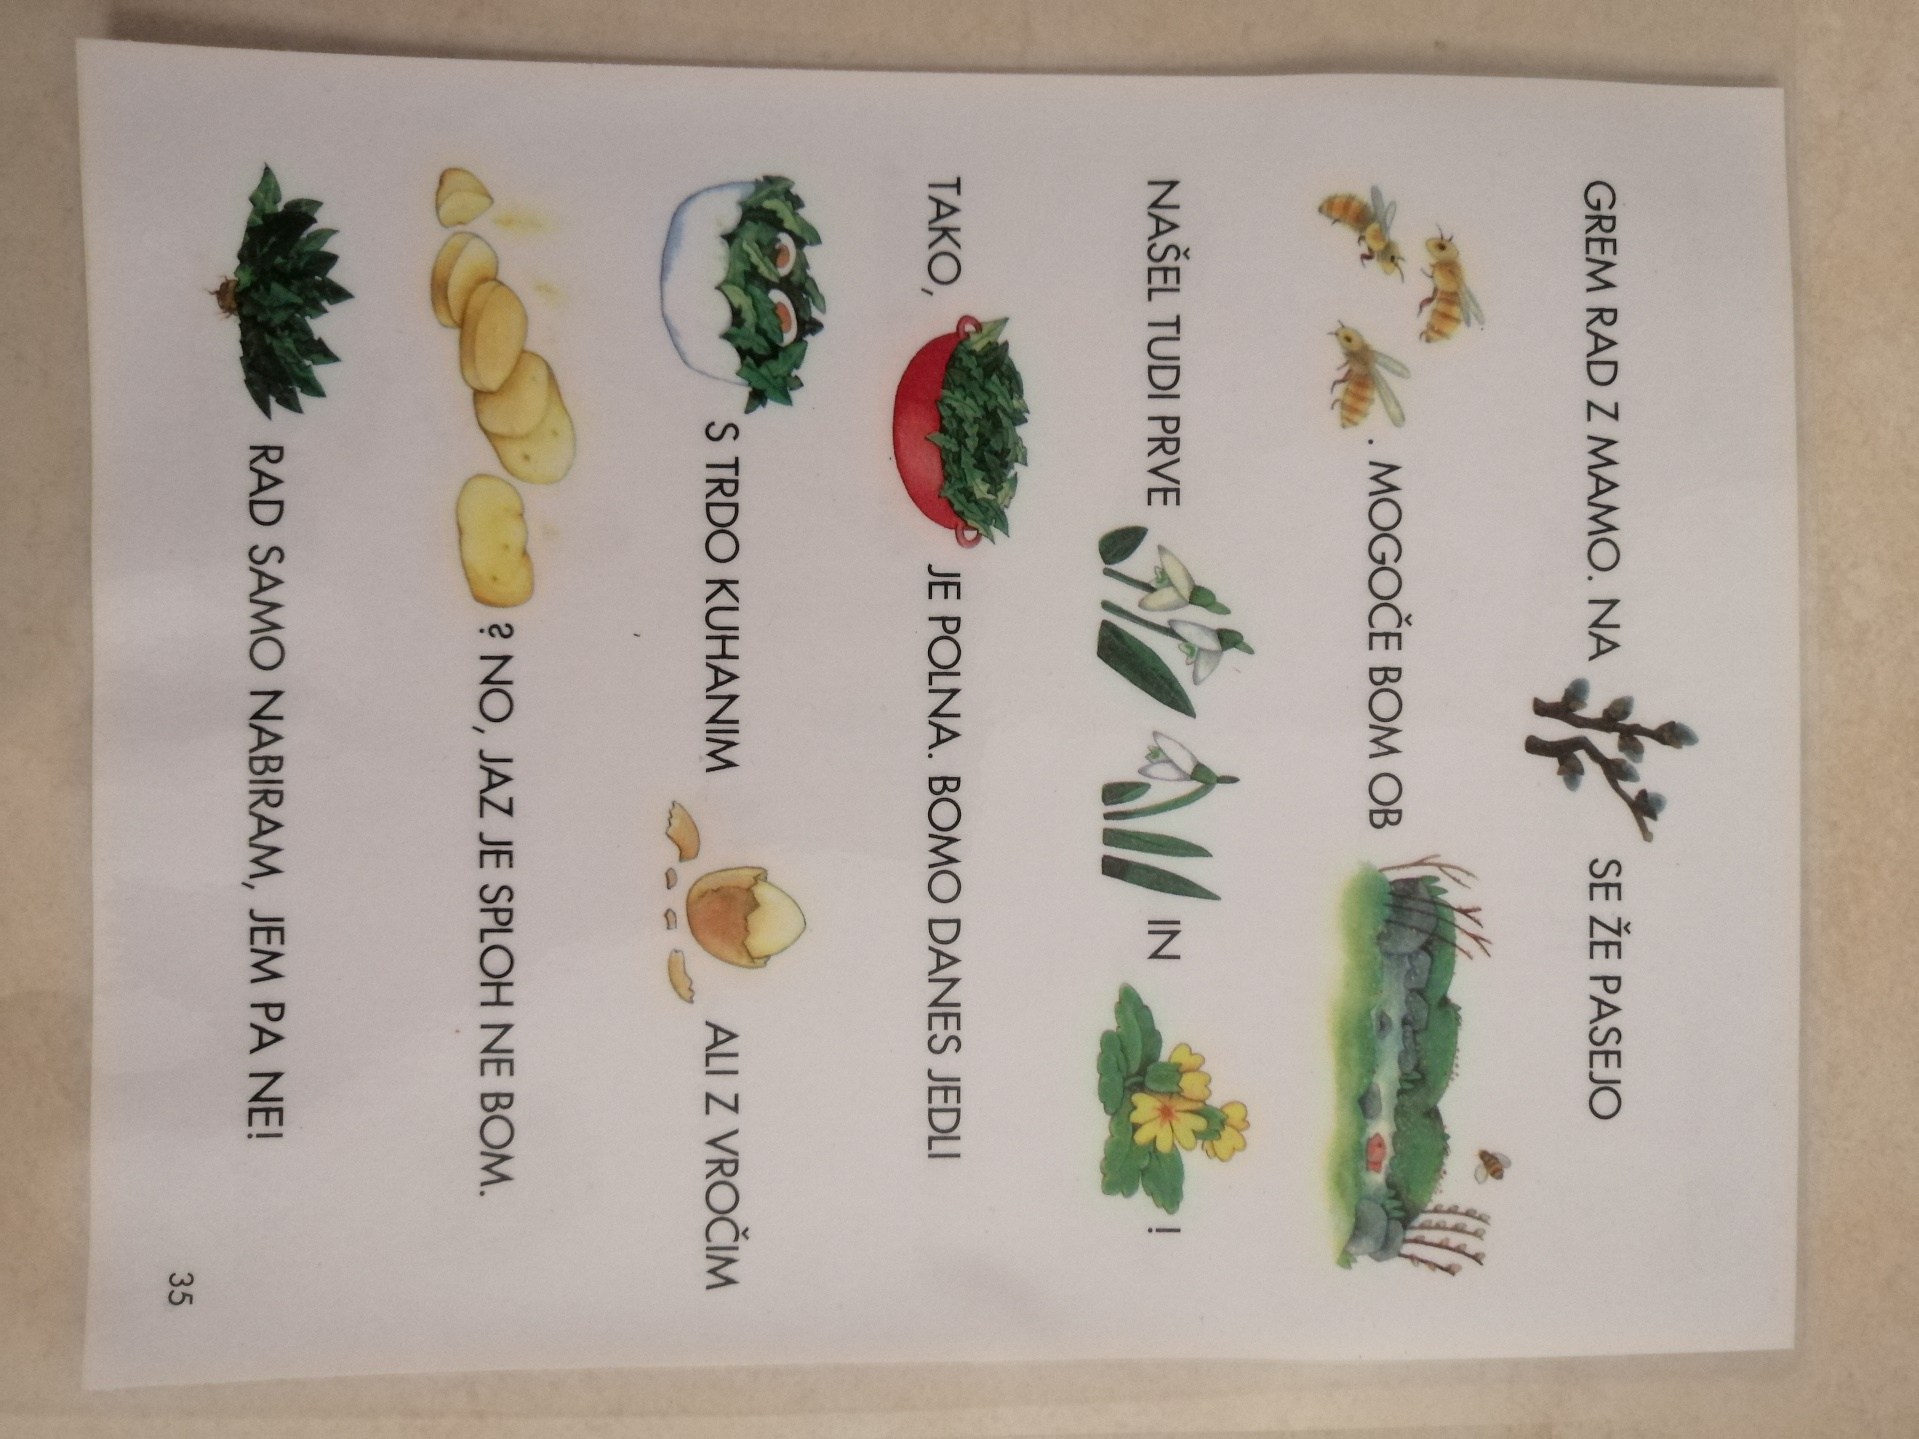 GREM RAD Z MAMO. NA SE ŽE PASEJO
. MOGOČE BOM OB
NAŠEL TUDI PRVE IN !
TAKO, JE POLNA. BOMO DANES JEDLI
S TRDO KUHANIM ALI Z VROČIM
? NO, JAZ JE SPLOH NE BOM.
RAD SAMO NABIRAM, JEM PA NE!
35